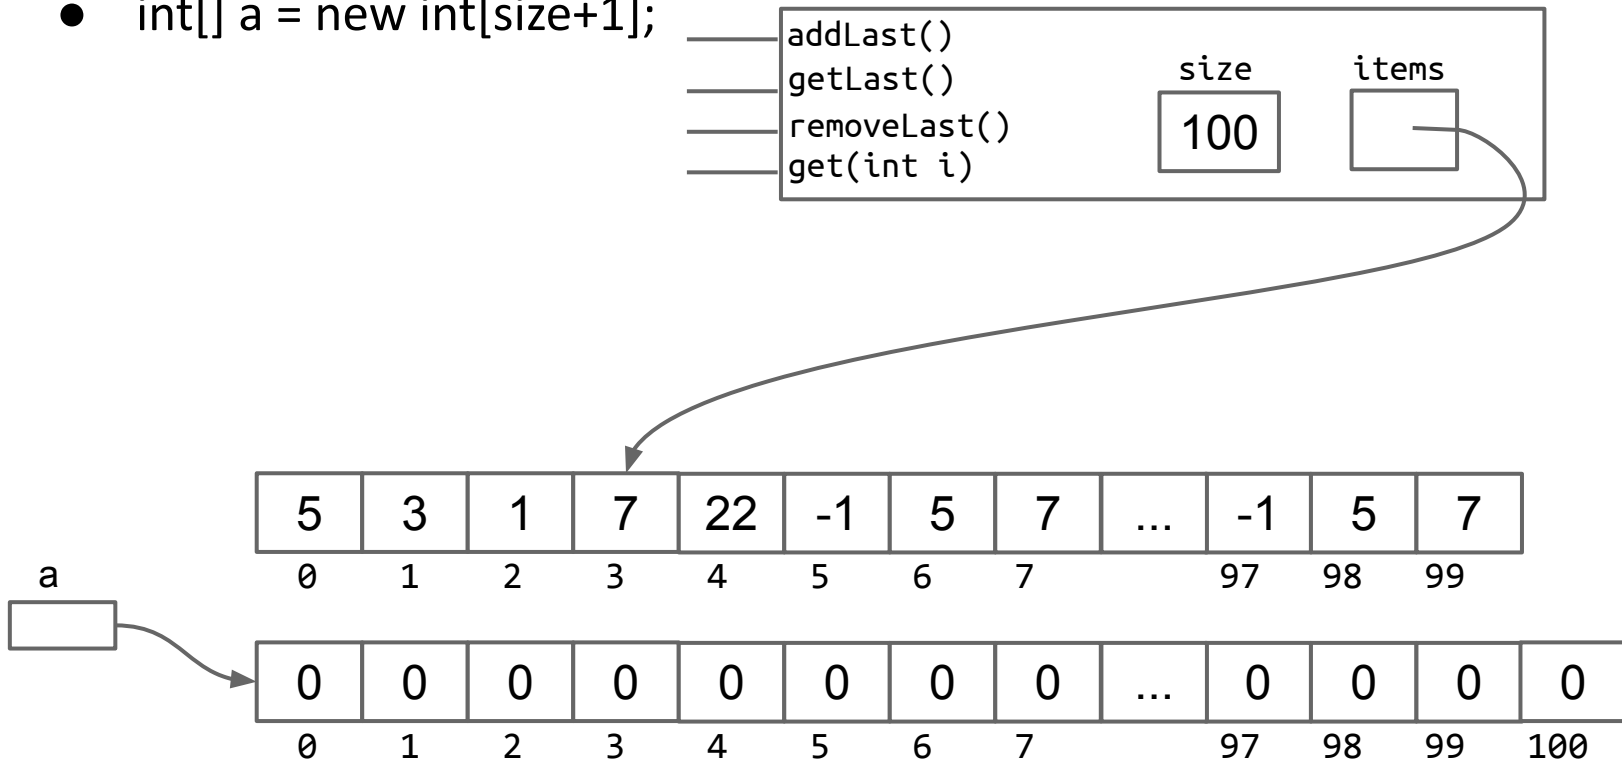 ● int[] a = new int[size+1];
addLast()
getLast()
removeLast()
get(int i)
size
items
100
5 3 1 7 22 -1 5 7 ... -1 5 7
0 1 2 3 4 5 6 7 97 98 99
a
0 0 0 0 0 0 0 0 ... 0 0 0 0
0 1 2 3 4 5 6 7 97 98 99 100